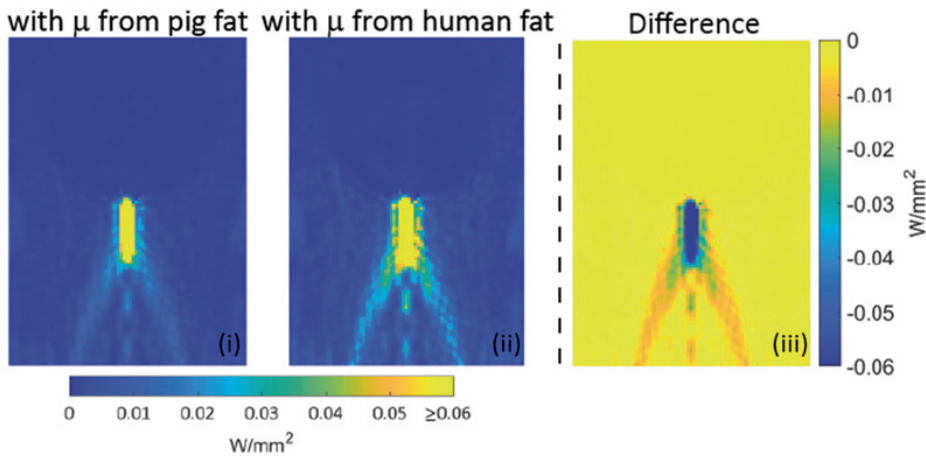 with μ from pig fat with μ from human fat Difference
(i) (ii) (iii)
0
-0.01
-0.02
-0.03
-0.04
-0.05
-0.06
W/mm²
0 0.01 0.02 0.03 0.04 0.05 ≥0.06
W/mm²